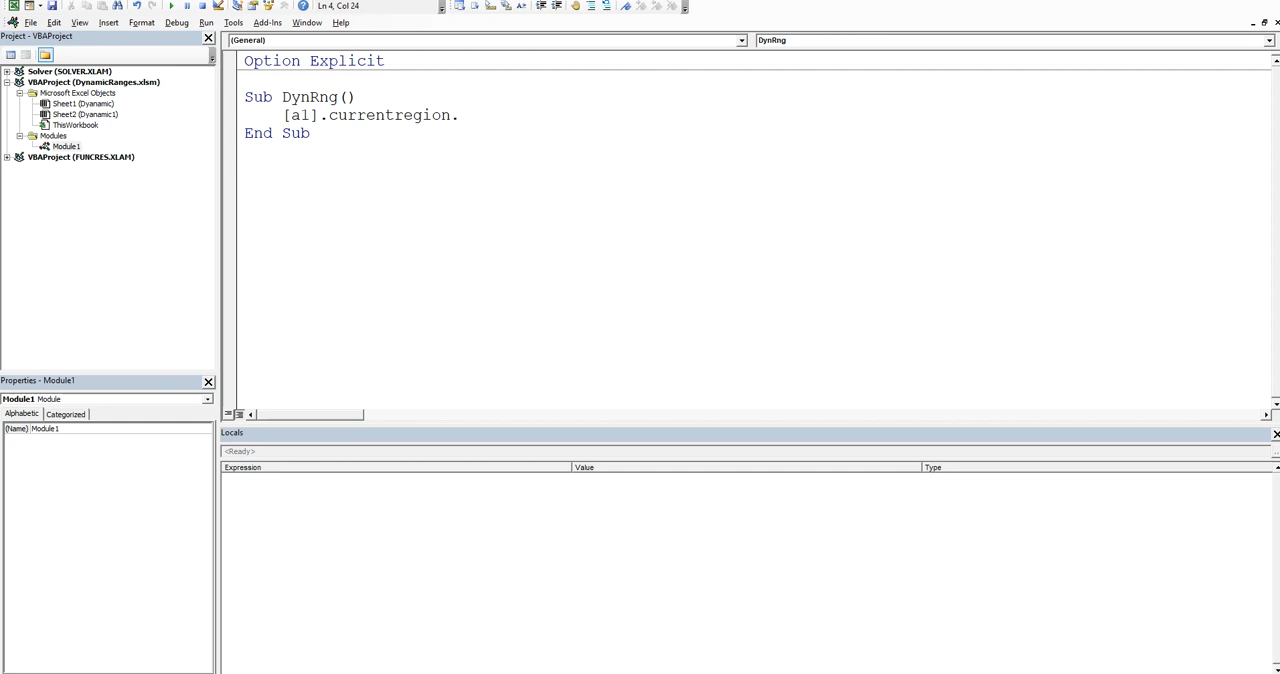 Ln 4, Col 24
File Edit View Insert Format Debug Run Tools Add-Ins Window Help
Project - VBAProject
Solver (SOLVER.XLAM)
VBAProject (DynamicRanges.xlsm)
Microsoft Excel Objects
Sheet1 (Dyanamic)
Sheet2 (Dyanamic1)
ThisWorkbook
Modules
Module1
VBAProject (FUNCRES.XLAM)
Properties - Module1
Module1 Module
Alphabetic Categorized
(Name) Module1
(General) DynRng
Option Explicit
Sub DynRng()
[a1].currentregion.
End Sub
Locals
<Ready>
Expression Value Type